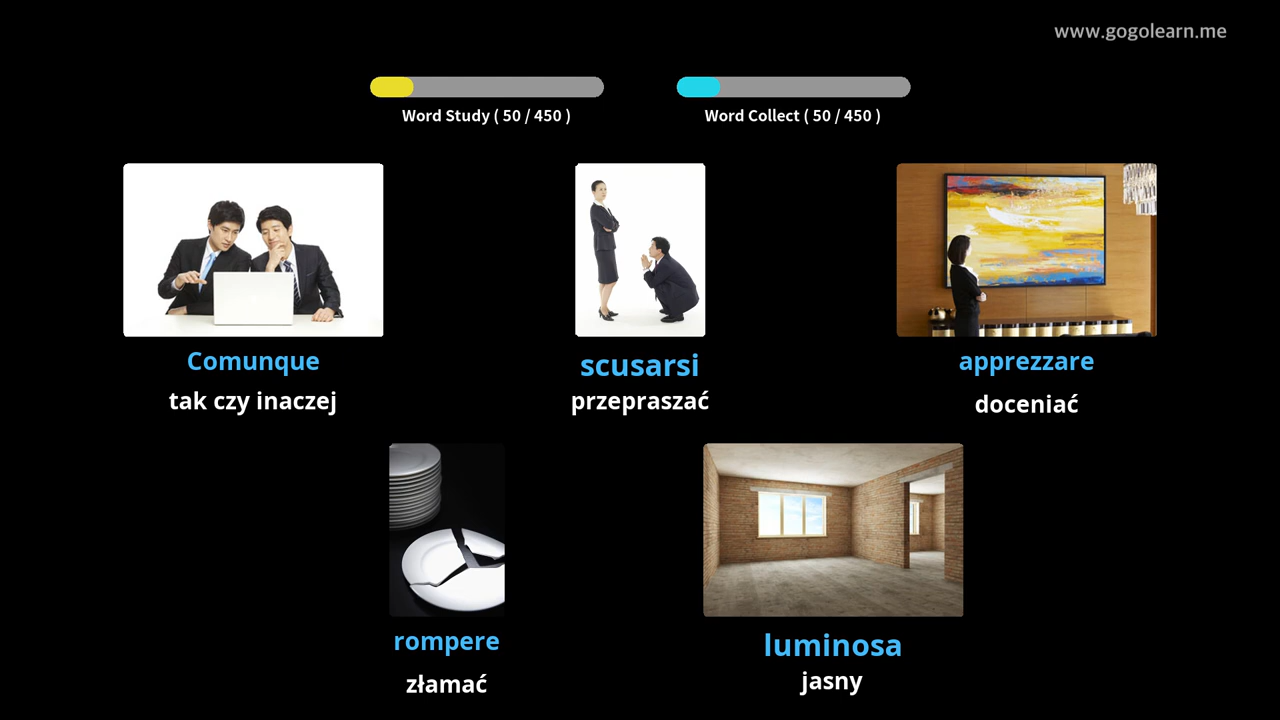 www.gogolearn.me
Word Study ( 50 / 450 )
Word Collect ( 50 / 450 )
Comunque
tak czy inaczej
scusarsi
przepraszać
apprezzare
doceniać
rompere
złamać
luminosa
jasny